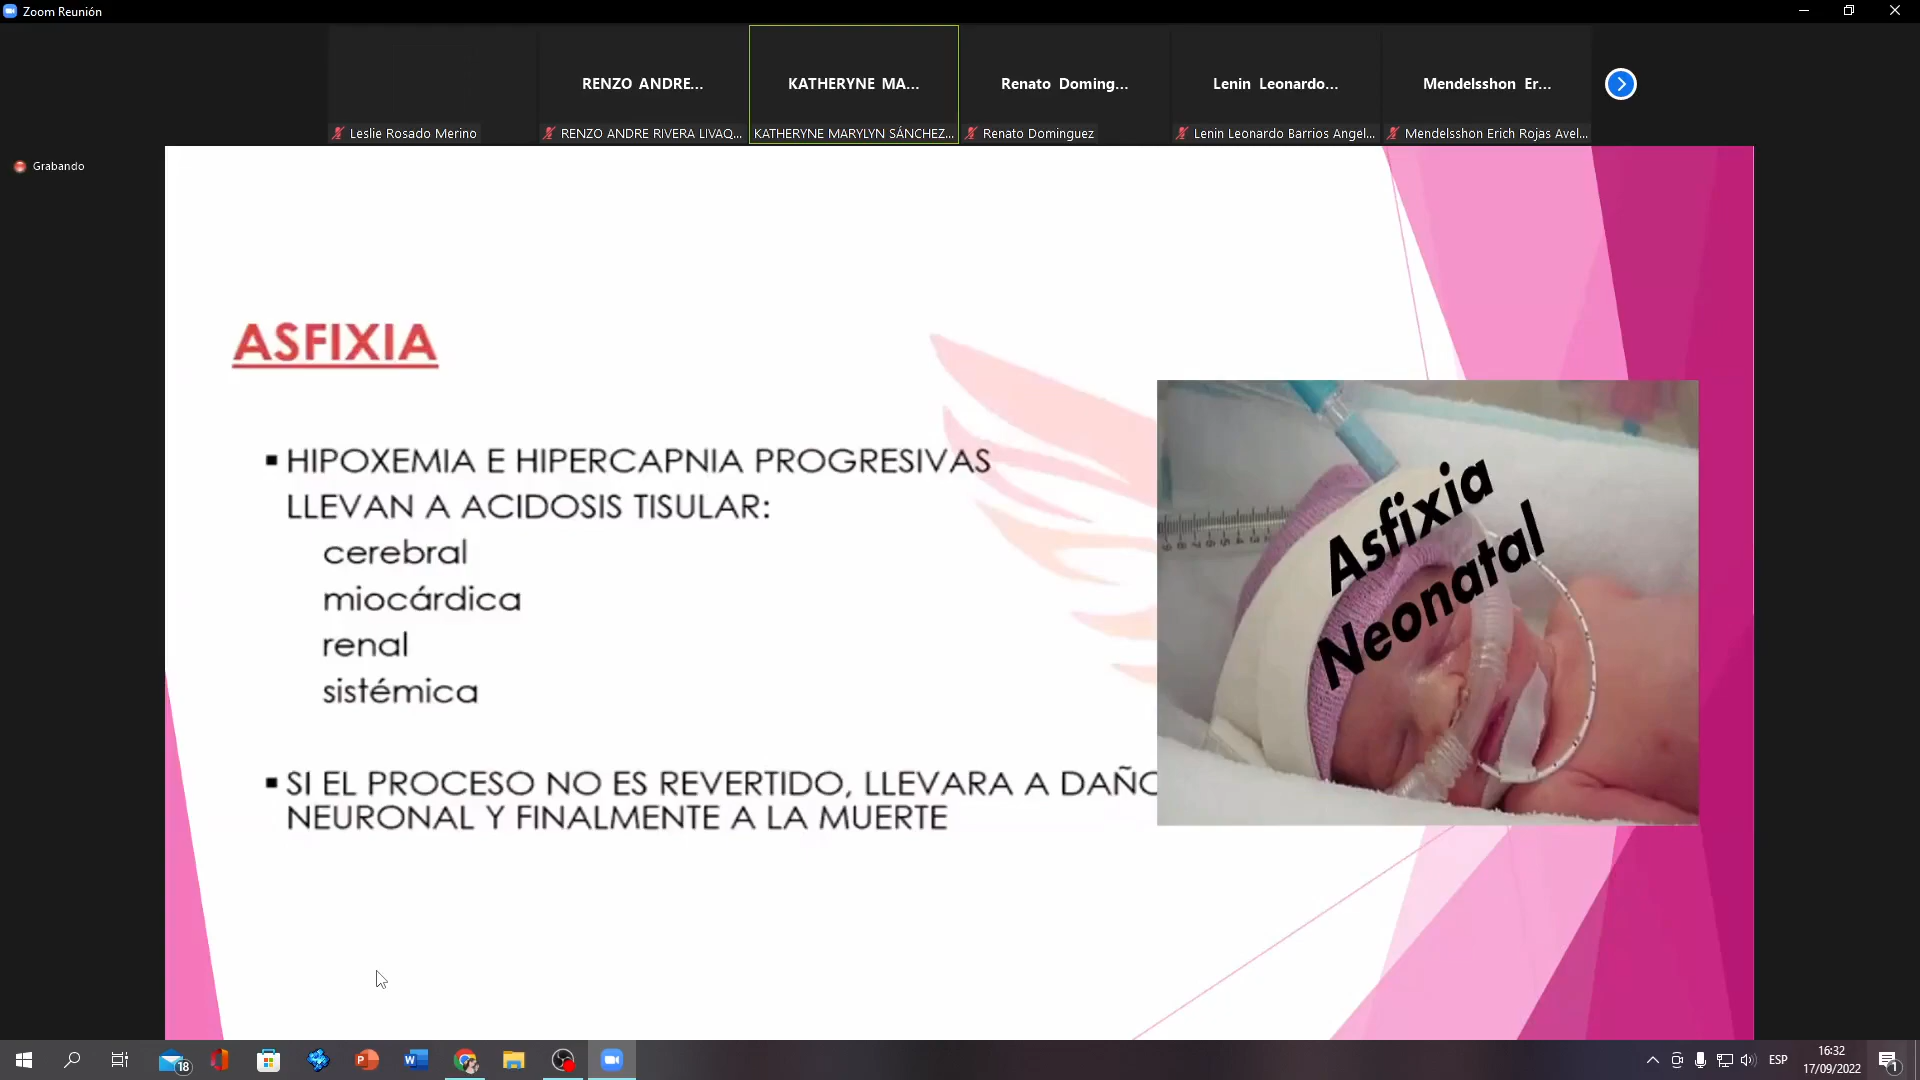 Zoom Reunión
RENZO ANDRE...
KATHERYNE MA...
Renato Doming...
Lenin Leonardo...
Mendelsshon Er...
Leslie Rosado Merino
RENZO ANDRE RIVERA LIVAQ...
KATHERYNE MARYLYN SÁNCHEZ...
Renato Dominguez
Lenin Leonardo Barrios Angel...
Mendelsshon Erich Rojas Avel...
Grabando
ASFIXIA
▪ HIPOXEMIA E HIPERCAPNIA PROGRESIVAS
LLEVAN A ACIDOSIS TISULAR:
cerebral
miocárdica
renal
sistémica
▪ SI EL PROCESO NO ES REVERTIDO, LLEVARA A DAÑO
NEURONAL Y FINALMENTE A LA MUERTE
Asfixia
Neonatal
18
ESP
16:32
17/09/2022
1